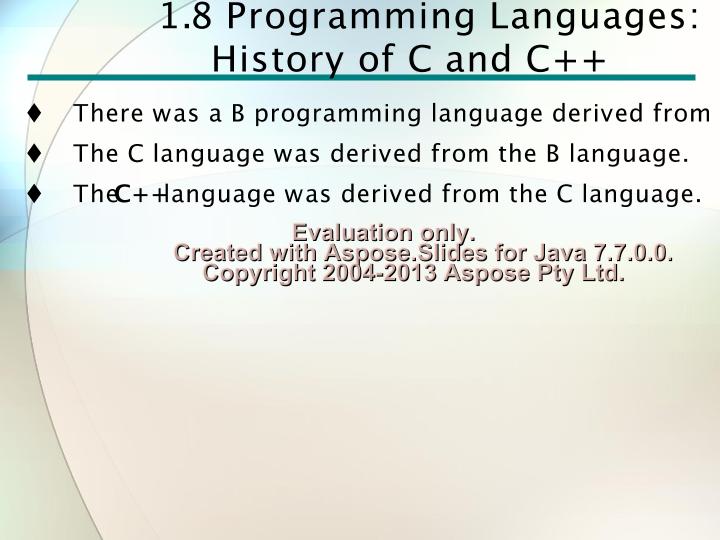 1.8 Programming Languages:
History of C and C++
♦ There was a B programming language derived from
♦ The C language was derived from the B language.
♦ The C++ language was derived from the C language.
Evaluation only.
Created with Aspose.Slides for Java 7.7.0.0.
Copyright 2004-2013 Aspose Pty Ltd.